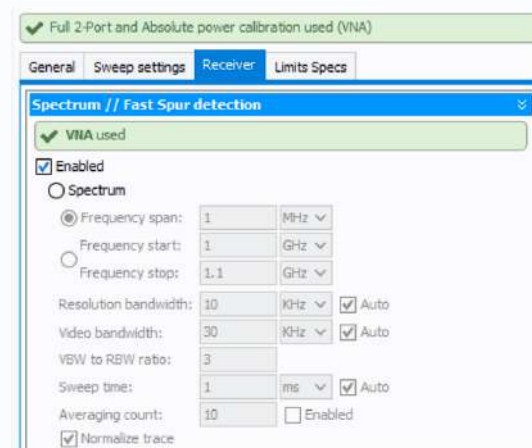 Full 2-Port and Absolute power calibration used (VNA)
General Sweep settings Receiver Limits Specs
Spectrum // Fast Spur detection
VNA used
Enabled
Spectrum
Frequency span: 1 MHz
Frequency start: 1 GHz
Frequency stop: 1.1 GHz
Resolution bandwidth: 10 KHz Auto
Video bandwidth: 30 KHz Auto
VBW to RBW ratio: 3
Sweep time: 1 ms Auto
Averaging count: 10 Enabled
Normalize trace